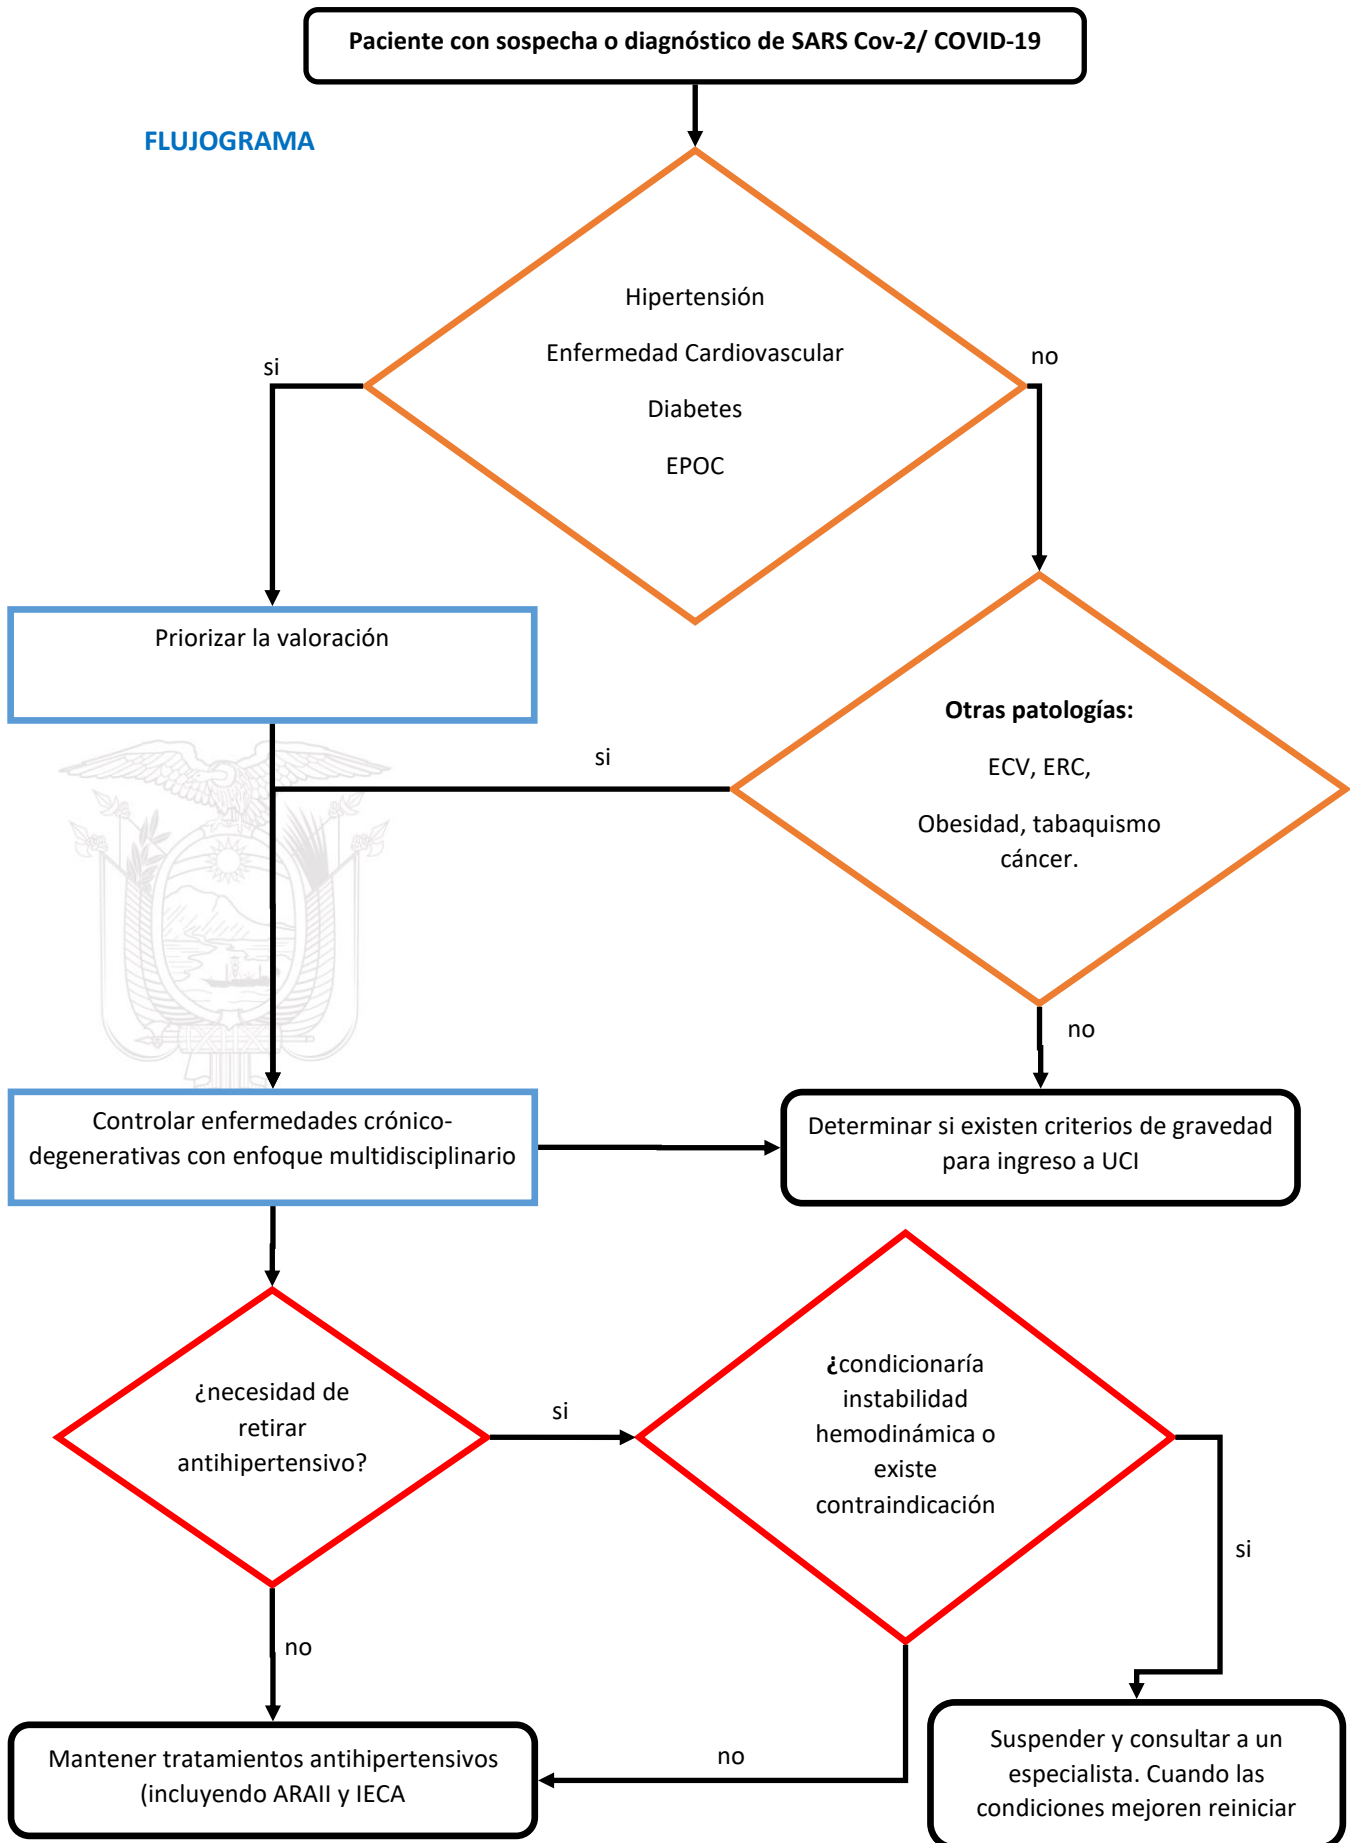 Paciente con sospecha o diagnóstico de SARS Cov-2/ COVID-19
FLUJOGRAMA
Hipertensión
Enfermedad Cardiovascular
Diabetes
EPOC
si
no
Priorizar la valoración
Otras patologías:
ECV, ERC,
Obesidad, tabaquismo
cáncer.
si
no
Controlar enfermedades crónico-
degenerativas con enfoque multidisciplinario
Determinar si existen criterios de gravedad
para ingreso a UCI
¿necesidad de
retirar
antihipertensivo?
si
¿condicionaría
instabilidad
hemodinámica o
existe
contraindicación
si
no
no
Mantener tratamientos antihipertensivos
(incluyendo ARAII y IECA
Suspender y consultar a un
especialista. Cuando las
condiciones mejoren reiniciar